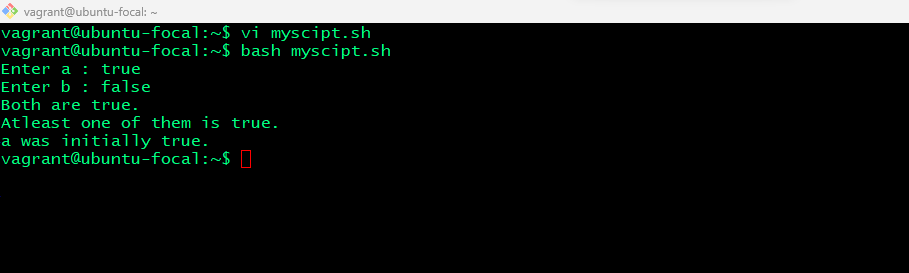 vagrant@ubuntu-focal: ~
vagrant@ubuntu-focal:~$ vi myscipt.sh
vagrant@ubuntu-focal:~$ bash myscipt.sh
Enter a : true
Enter b : false
Both are true.
Atleast one of them is true.
a was initially true.
vagrant@ubuntu-focal:~$